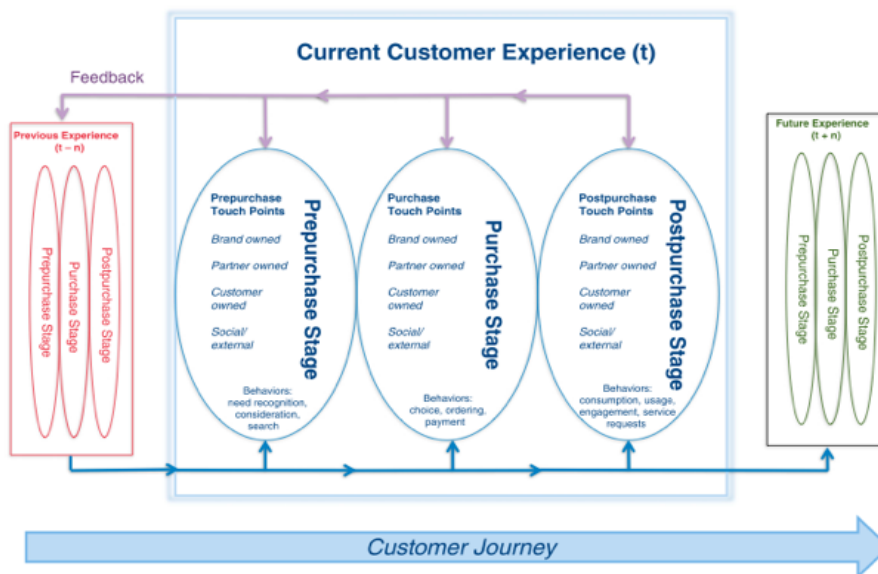 Current Customer Experience (t)
Feedback
Previous Experience
(t – n)
Prepurchase Stage
Purchase Stage
Postpurchase Stage
Prepurchase
Touch Points
Brand owned
Partner owned
Customer
owned
Social/
external
Prepurchase Stage
Behaviors:
need recognition,
consideration,
search
Purchase
Touch Points
Brand owned
Partner owned
Customer
owned
Social/
external
Purchase Stage
Behaviors:
choice, ordering,
payment
Postpurchase
Touch Points
Brand owned
Partner owned
Customer
owned
Social/
external
Postpurchase Stage
Behaviors:
consumption, usage,
engagement, service
requests
Future Experience
(t + n)
Prepurchase Stage
Purchase Stage
Postpurchase Stage
Customer Journey